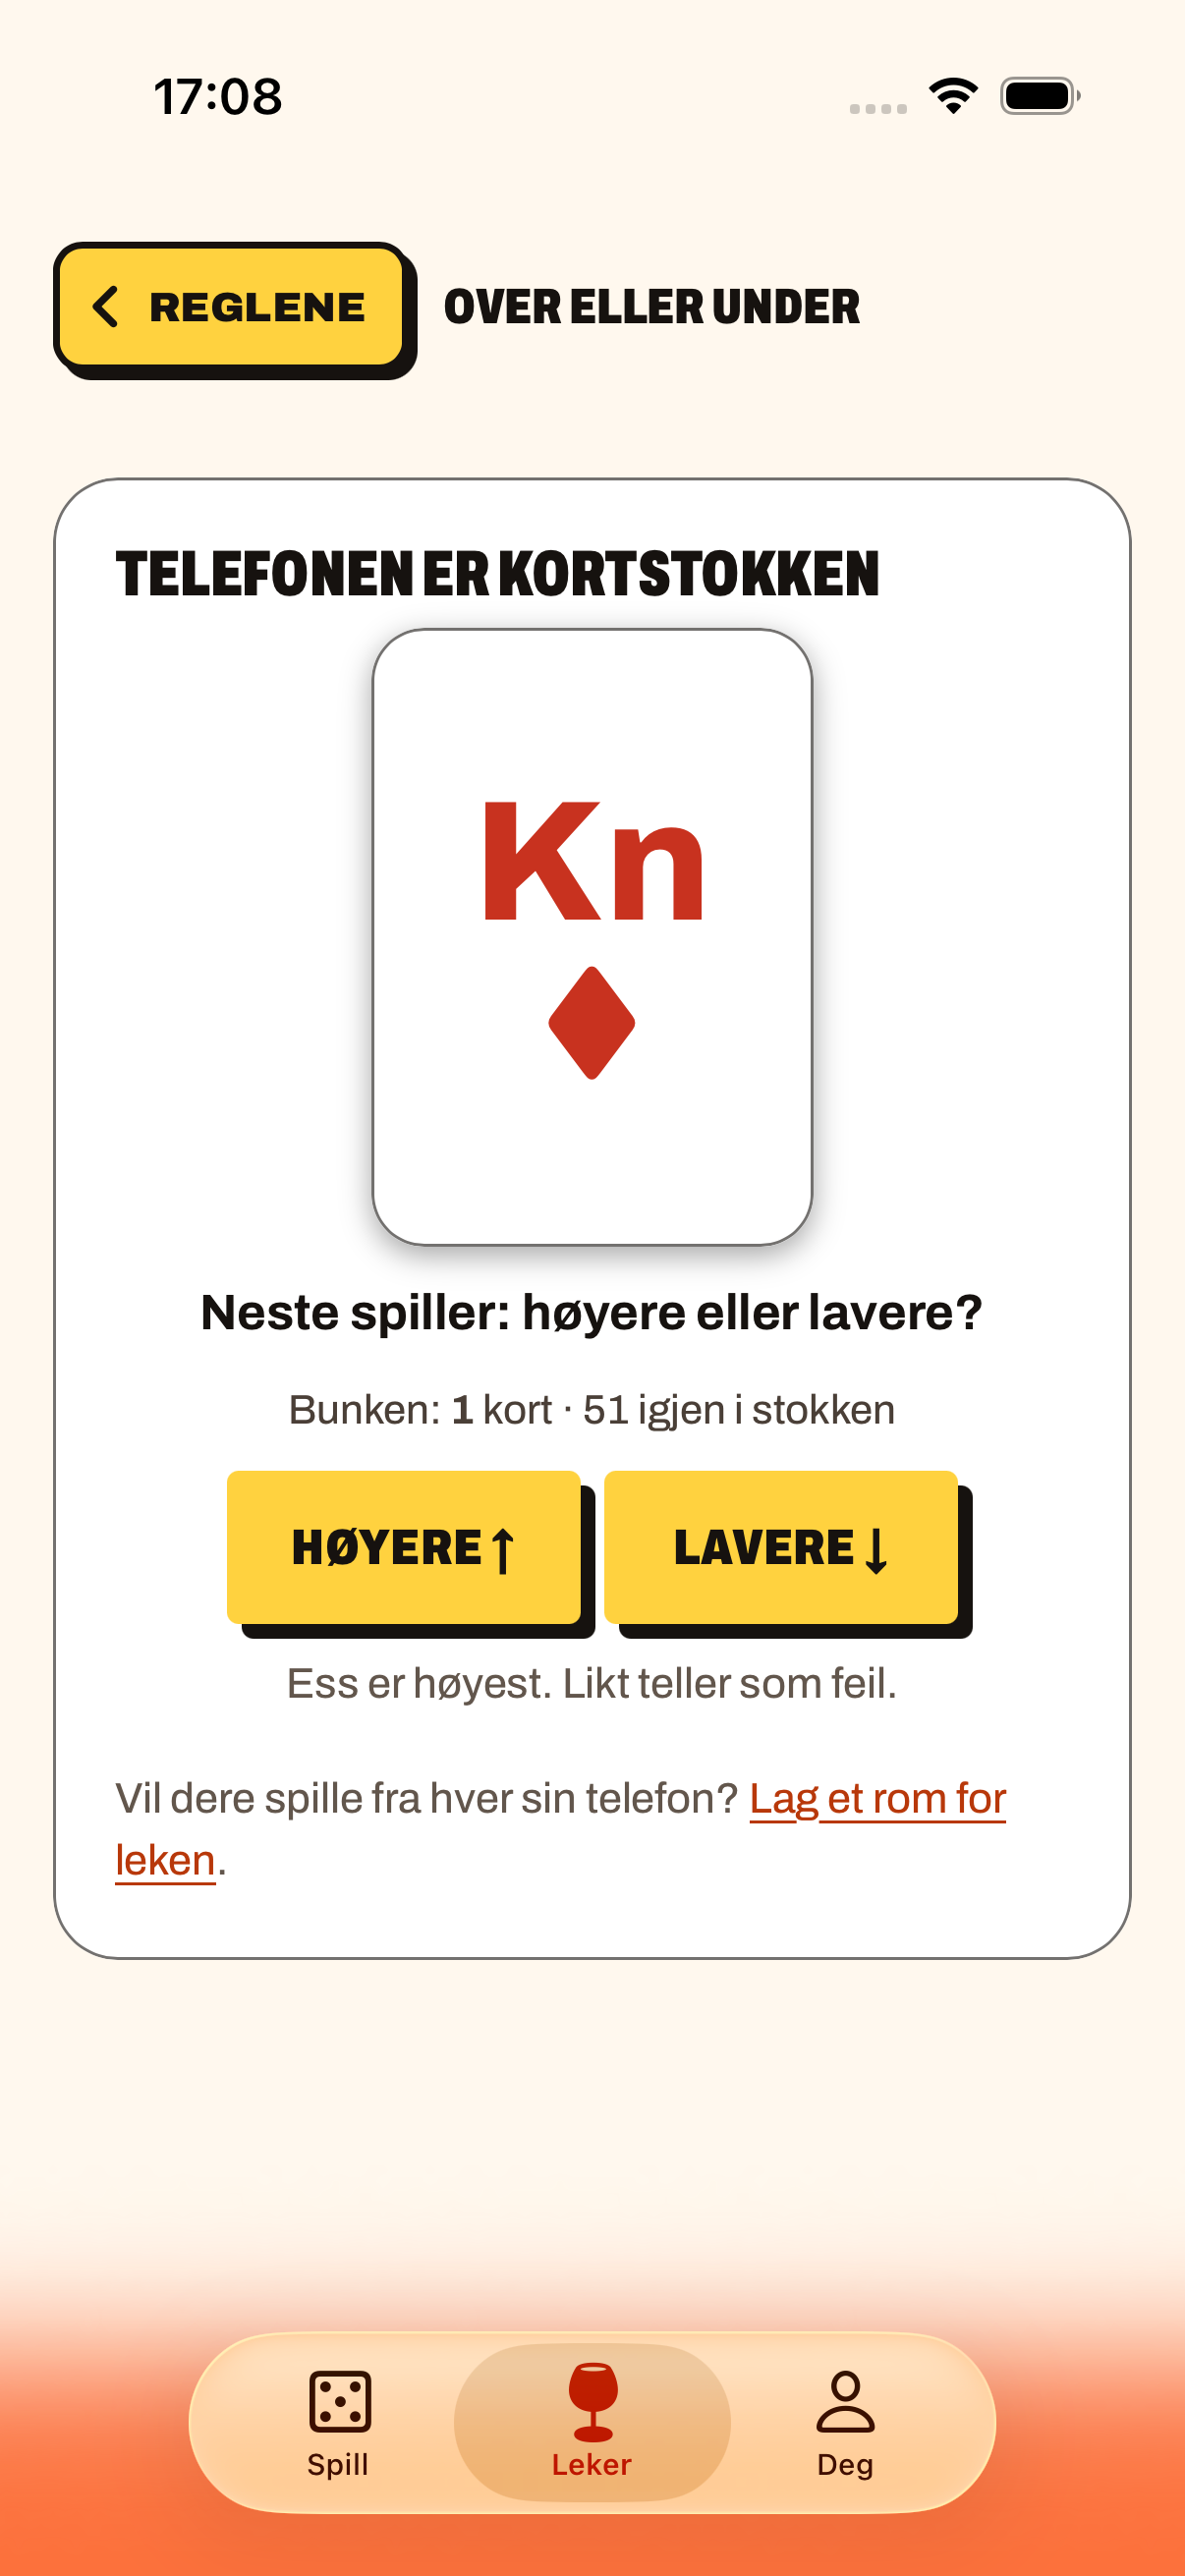 17:08
REGLENE
OVER ELLER UNDER
TELEFONEN ER KORTSTOKKEN
Kn
Neste spiller: høyere eller lavere?
Bunken: 1 kort · 51 igjen i stokken
HØYERE ↑
LAVERE ↓
Ess er høyest. Likt teller som feil.
Vil dere spille fra hver sin telefon? Lag et rom for
leken.
Spill
Leker
Deg